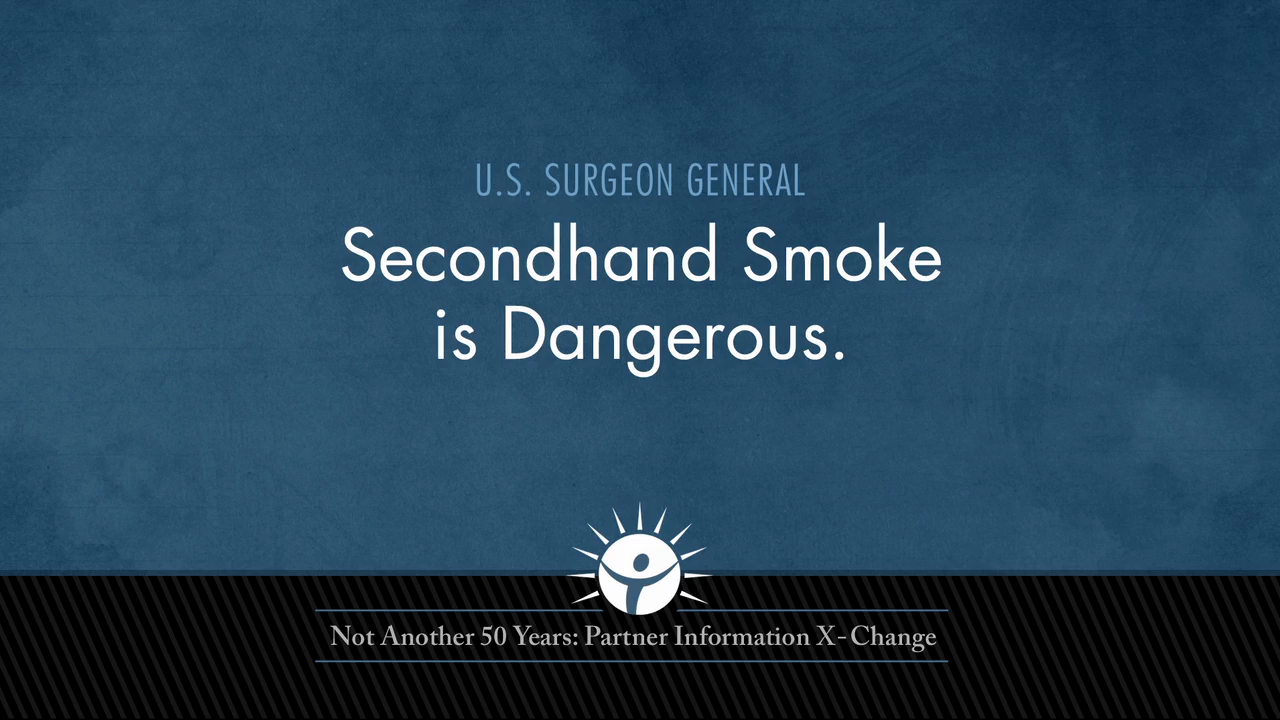 U.S. SURGEON GENERAL
Secondhand Smoke
is Dangerous.
Not Another 50 Years: Partner Information X-Change